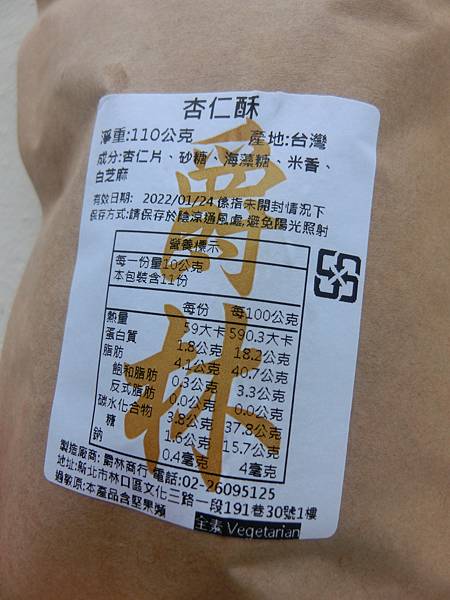 杏仁酥
淨重:110公克 產地:台灣
成分:杏仁片、砂糖、海藻糖、米香、
白芝麻
有效日期: 2022/01/24 係指未開封情況下
保存方式:請保存於陰涼通風處,避免陽光照射
爵林
營養標示
每一份量10公克
本包裝含11份
每份 每100公克
熱量 59大卡 590.3大卡
蛋白質 1.8公克 18.2公克
脂肪 4.1公克 40.7公克
飽和脂肪 0.3公克 3.3公克
反式脂肪 0.0公克 0.0公克
碳水化合物 3.8公克 37.8公克
糖 1.6公克 15.7公克
鈉 0.4毫克 4毫克
製造廠商: 爵林商行 電話:02-26095125
地址:新北市林口區文化三路一段191巷30號1樓
過敏原:本產品含堅果類
全素 Vegetarian